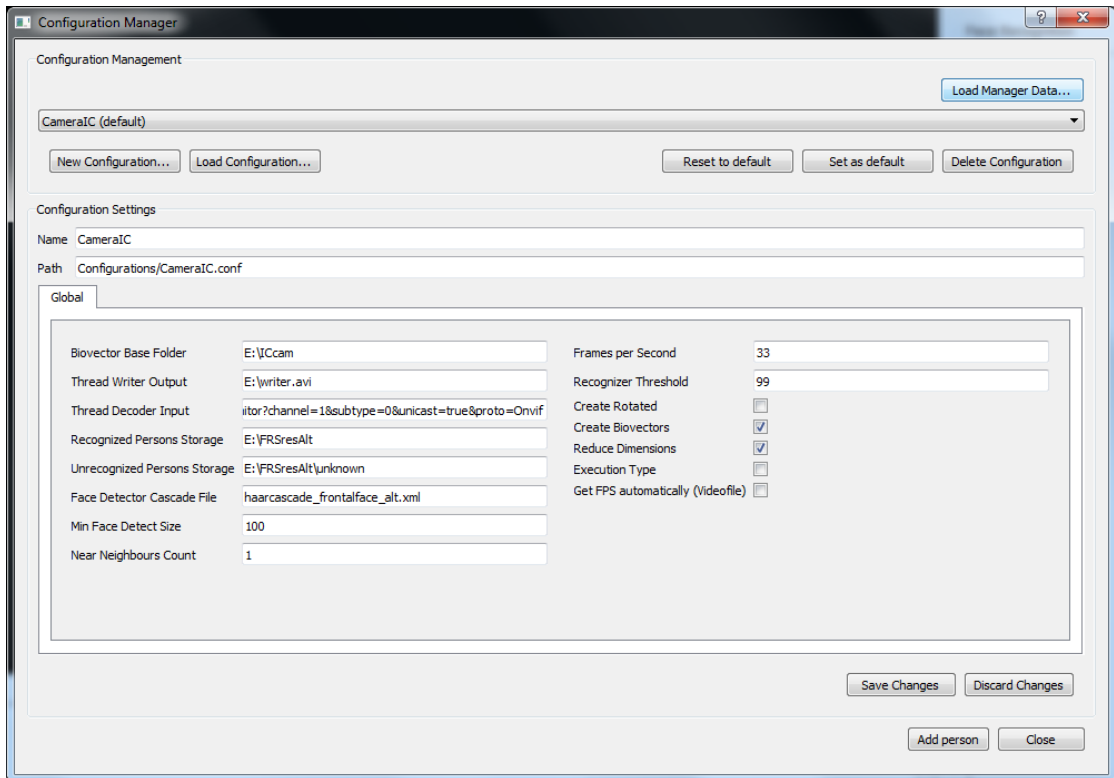 Configuration Manager
Configuration Management
Load Manager Data...
CameraIC (default)
New Configuration... Load Configuration... Reset to default Set as default Delete Configuration
Configuration Settings
Name CameraIC
Path Configurations/CameraIC.conf
Global
Biovector Base Folder E:\ICcam Frames per Second 33
Thread Writer Output E:\writer.avi Recognizer Threshold 99
Thread Decoder Input itor?channel=1&subtype=0&unicast=true&proto=Onvif Create Rotated
Create Biovectors
Recognized Persons Storage E:\FRSresAlt Reduce Dimensions
Unrecognized Persons Storage E:\FRSresAlt\unknown Execution Type
Face Detector Cascade File haarcascade_frontalface_alt.xml Get FPS automatically (Videofile)
Min Face Detect Size 100
Near Neighbours Count 1
Save Changes Discard Changes
Add person Close